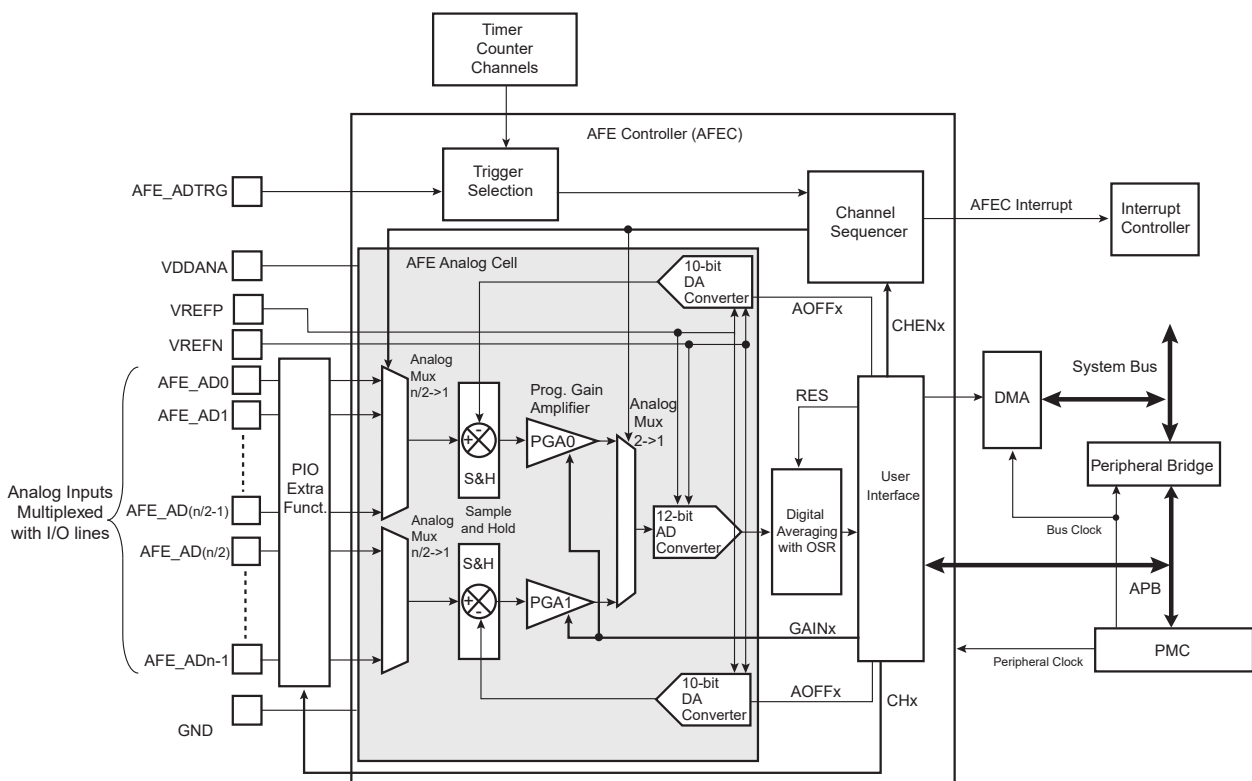 Timer
Counter
Channels
AFE Controller (AFEC)
AFE_ADTRG
Trigger
Selection
Channel
Sequencer
AFEC Interrupt
Interrupt
Controller
VDDANA
AFE Analog Cell
10-bit
DA
Converter
AOFFx
CHENx
VREFP
VREFN
AFE_AD0
AFE_AD1
AFE_AD(n/2-1)
AFE_AD(n/2)
AFE_ADn-1
GND
Analog Inputs
Multiplexed
with I/O lines
PIO
Extra
Funct.
Analog
Mux
n/2->1
S&H
Sample
and Hold
Prog. Gain
Amplifier
PGA0
Analog
Mux
2->1
Analog
Mux
n/2->1
S&H
PGA1
12-bit
AD
Converter
RES
Digital
Averaging
with OSR
User
Interface
GAINx
10-bit
DA
Converter
AOFFx
CHx
DMA
System Bus
Peripheral Bridge
Bus Clock
APB
Peripheral Clock
PMC